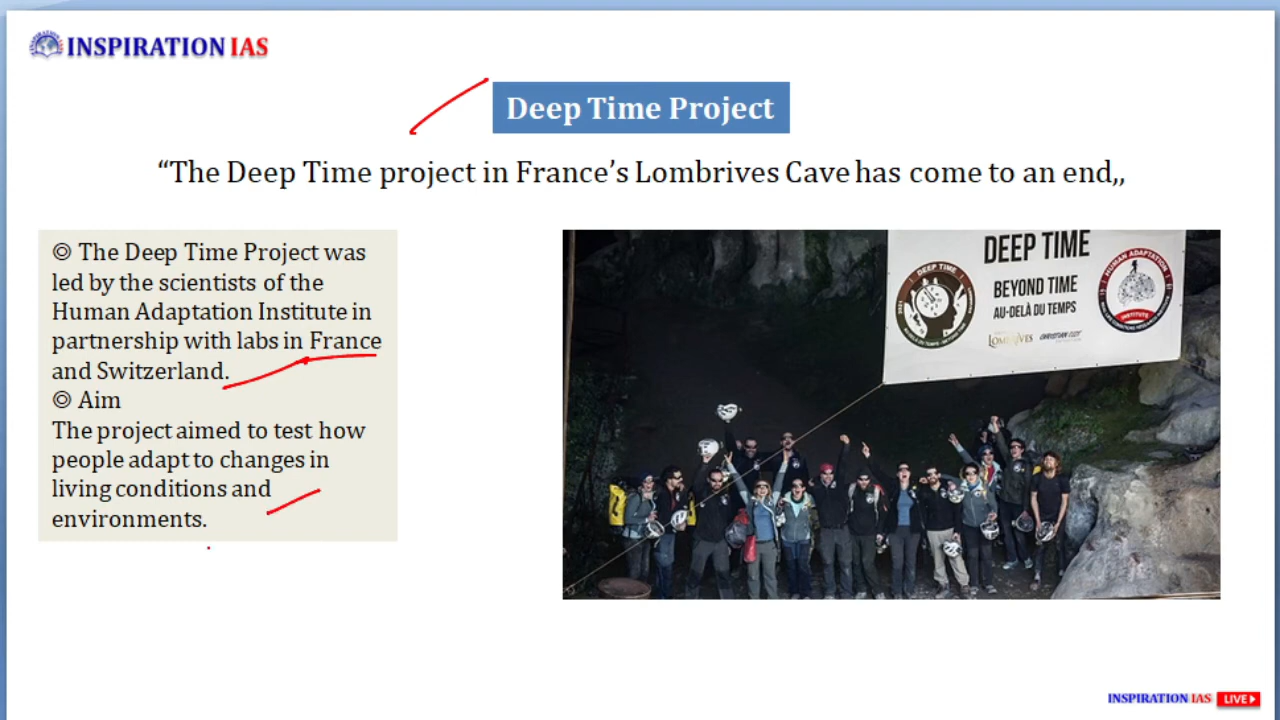 INSPIRATION IAS
Deep Time Project
“The Deep Time project in France’s Lombrives Cave has come to an end,,
◎ The Deep Time Project was
led by the scientists of the
Human Adaptation Institute in
partnership with labs in France
and Switzerland.
◎ Aim
The project aimed to test how
people adapt to changes in
living conditions and
environments.
DEEP TIME
BEYOND TIME
AU-DELÀ DU TEMPS
LOMBRIVES CHRISTIAN CLOT
DEEP TIME
HUMAN ADAPTATION
INSTITUTE
INSPIRATION IAS LIVE